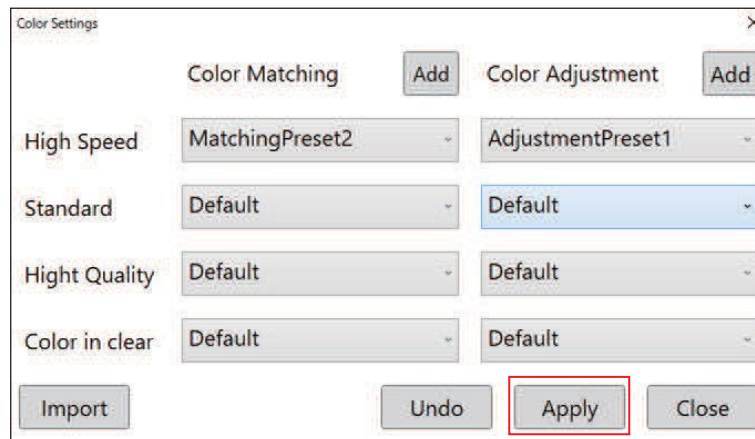 Color Settings
Color Matching Add Color Adjustment Add
High Speed MatchingPreset2 AdjustmentPreset1
Standard Default Default
Hight Quality Default Default
Color in clear Default Default
Import Undo Apply Close